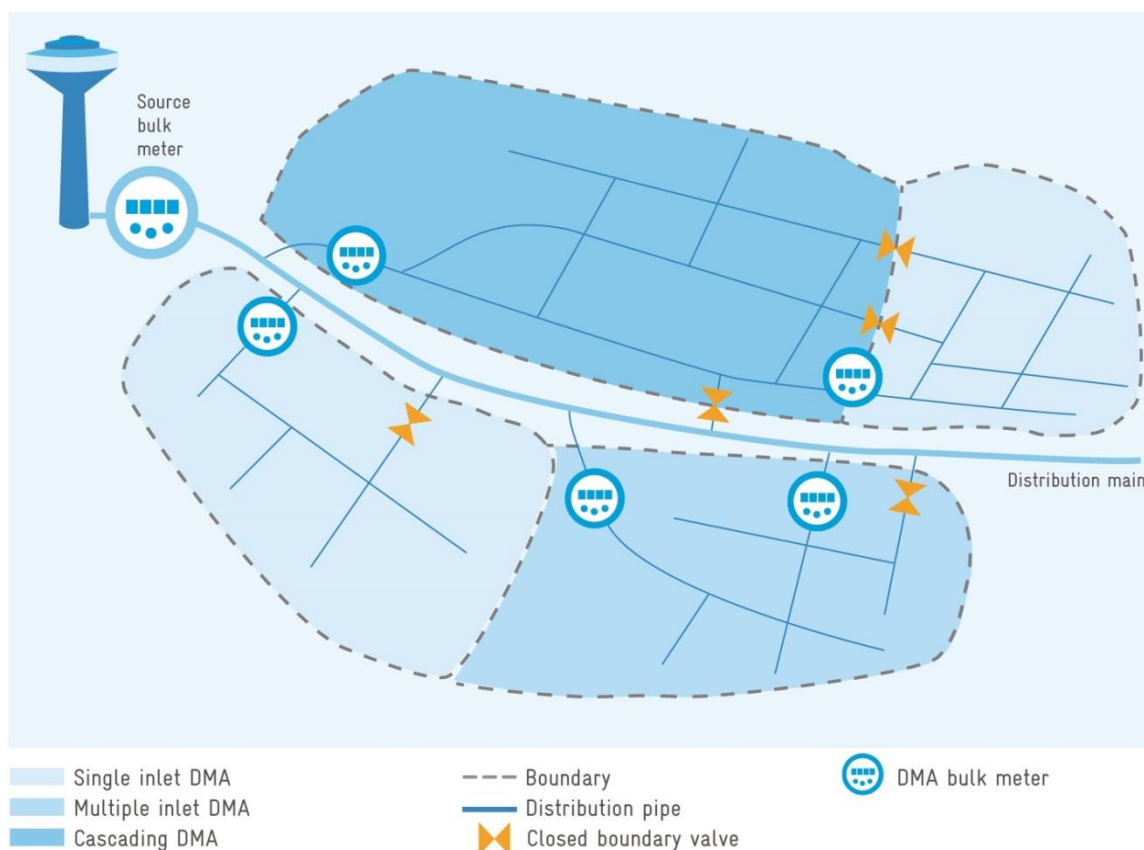 Source
bulk
meter
Distribution main
Single inlet DMA
Multiple inlet DMA
Cascading DMA
Boundary
Distribution pipe
Closed boundary valve
DMA bulk meter